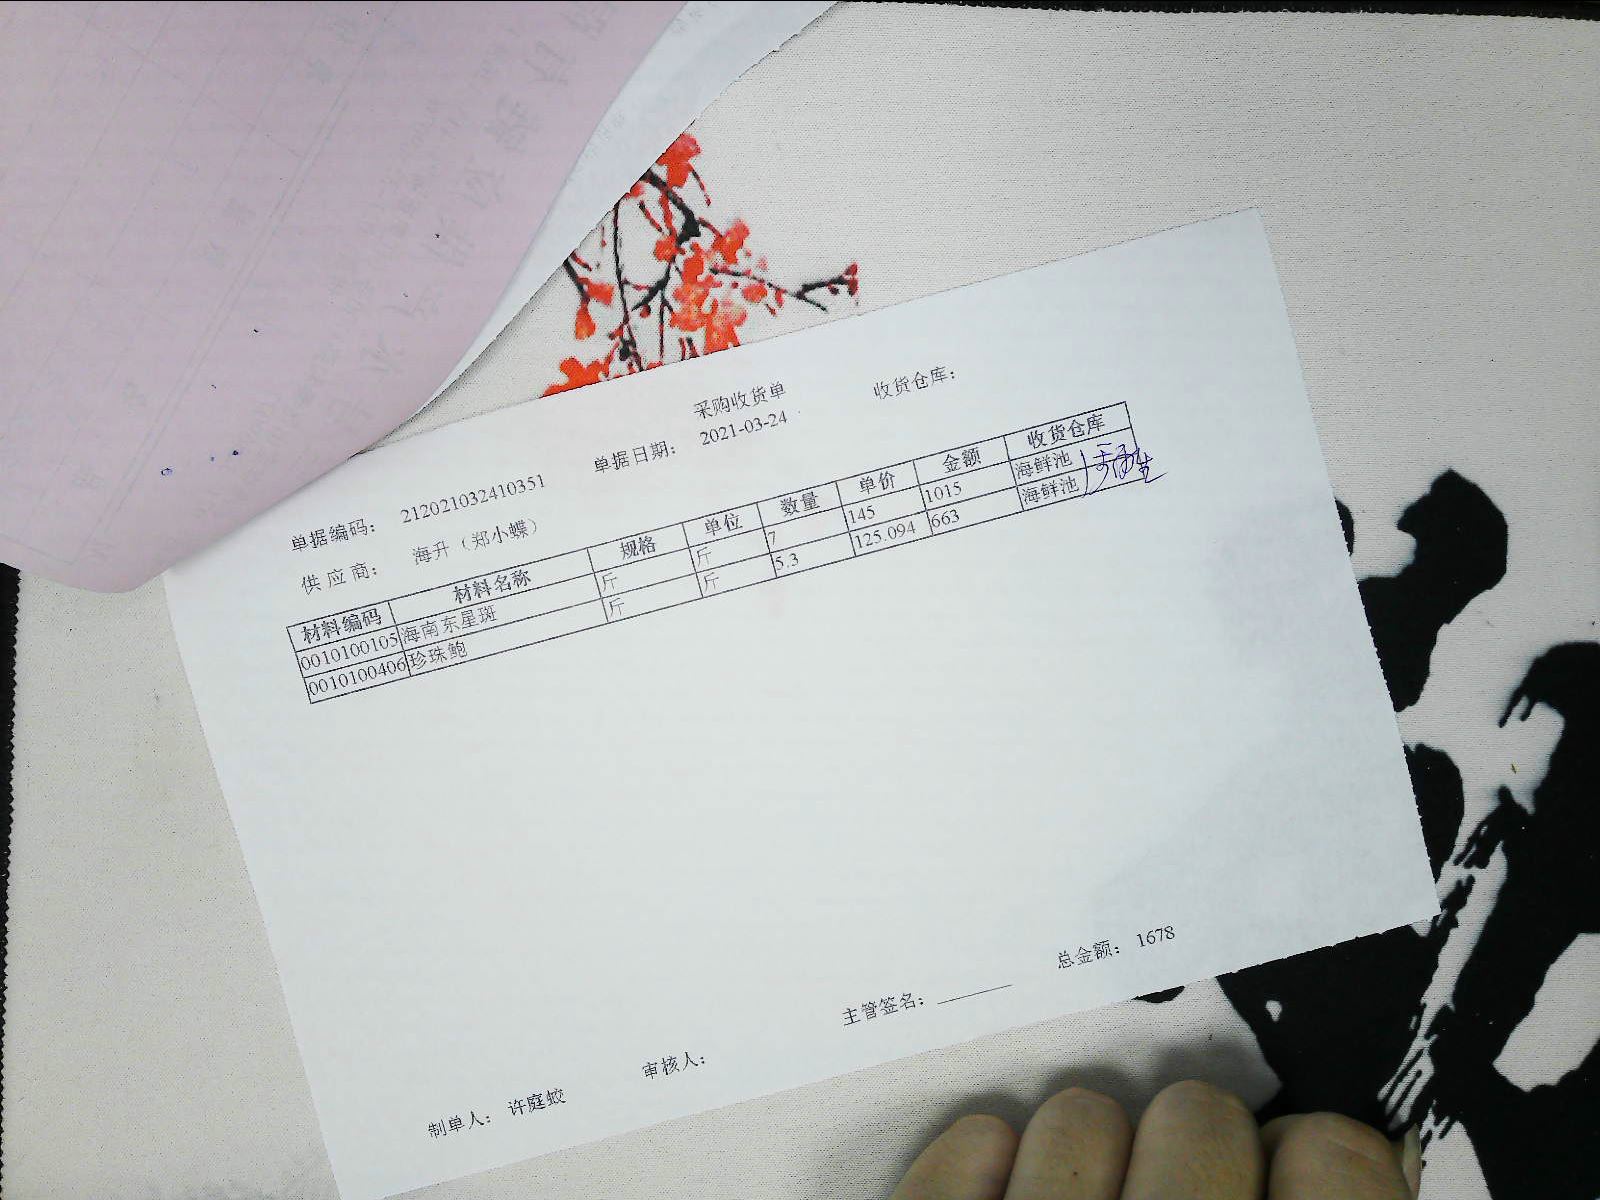 采购收货单 收货仓库：
单据编码： 212021032410351 单据日期： 2021-03-24
供 应 商： 海升（郑小蝶）
材料编码 材料名称 规格 单位 数量 单价 金额 收货仓库
0010100105 海南东星斑 斤 斤 7 145 1015 海鲜池
0010100406 珍珠鲍 斤 斤 5.3 125.094 663 海鲜池
总金额： 1678
主管签名：
审核人：
制单人： 许庭蛟